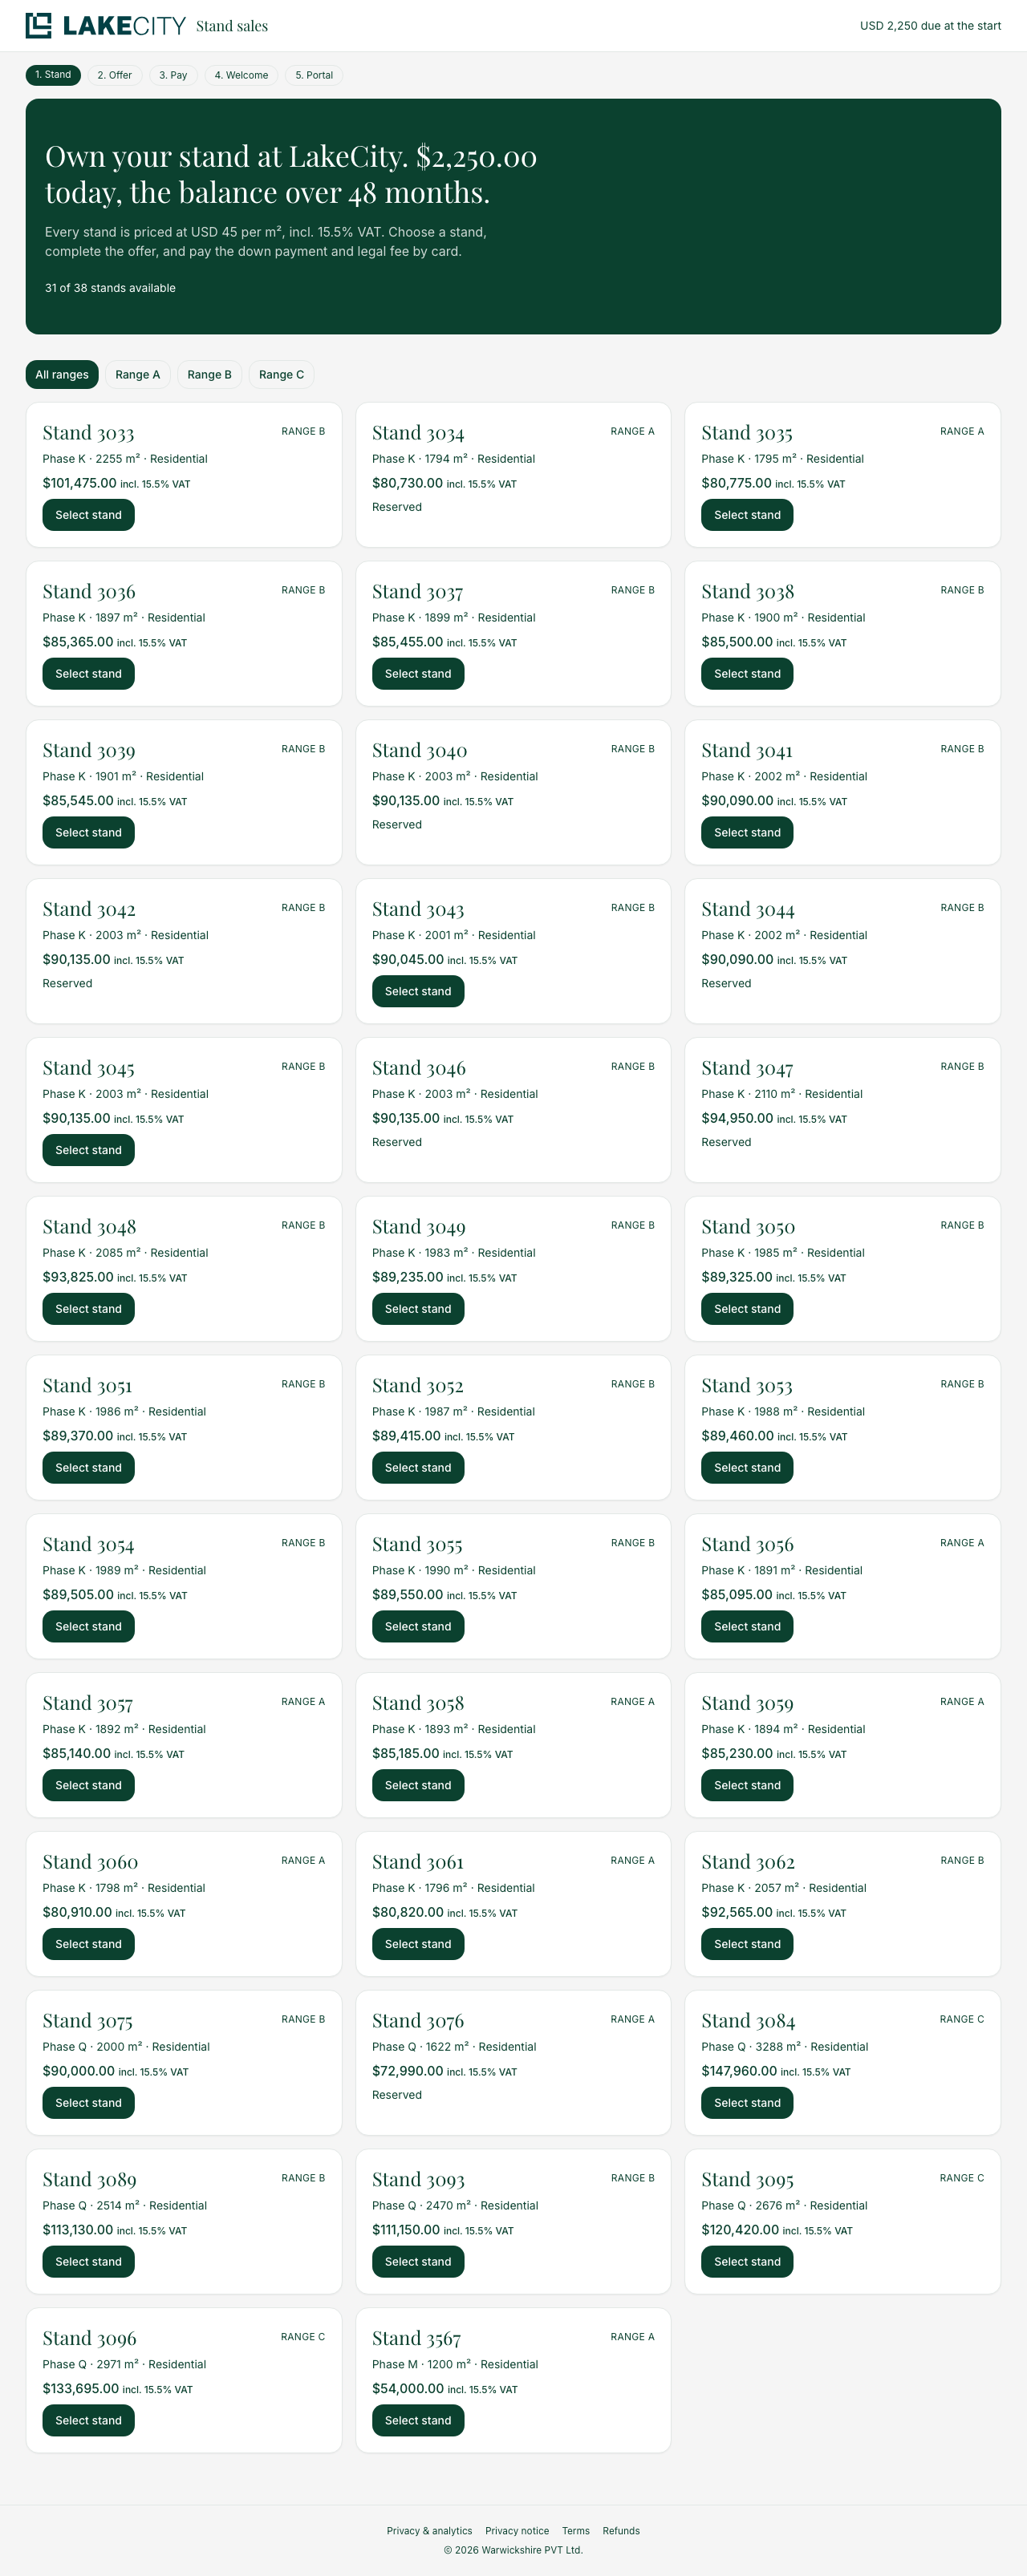 LAKECITY Stand sales
USD 2,250 due at the start
1. Stand
2. Offer
3. Pay
4. Welcome
5. Portal
Own your stand at LakeCity. $2,250.00
today, the balance over 48 months.
Every stand is priced at USD 45 per m², incl. 15.5% VAT. Choose a stand,
complete the offer, and pay the down payment and legal fee by card.
31 of 38 stands available
All ranges
Range A
Range B
Range C
Stand 3033
RANGE B
Phase K · 2255 m² · Residential
$101,475.00 incl. 15.5% VAT
Select stand
Stand 3034
RANGE A
Phase K · 1794 m² · Residential
$80,730.00 incl. 15.5% VAT
Reserved
Stand 3035
RANGE A
Phase K · 1795 m² · Residential
$80,775.00 incl. 15.5% VAT
Select stand
Stand 3036
RANGE B
Phase K · 1897 m² · Residential
$85,365.00 incl. 15.5% VAT
Select stand
Stand 3037
RANGE B
Phase K · 1899 m² · Residential
$85,455.00 incl. 15.5% VAT
Select stand
Stand 3038
RANGE B
Phase K · 1900 m² · Residential
$85,500.00 incl. 15.5% VAT
Select stand
Stand 3039
RANGE B
Phase K · 1901 m² · Residential
$85,545.00 incl. 15.5% VAT
Select stand
Stand 3040
RANGE B
Phase K · 2003 m² · Residential
$90,135.00 incl. 15.5% VAT
Reserved
Stand 3041
RANGE B
Phase K · 2002 m² · Residential
$90,090.00 incl. 15.5% VAT
Select stand
Stand 3042
RANGE B
Phase K · 2003 m² · Residential
$90,135.00 incl. 15.5% VAT
Reserved
Stand 3043
RANGE B
Phase K · 2001 m² · Residential
$90,045.00 incl. 15.5% VAT
Select stand
Stand 3044
RANGE B
Phase K · 2002 m² · Residential
$90,090.00 incl. 15.5% VAT
Reserved
Stand 3045
RANGE B
Phase K · 2003 m² · Residential
$90,135.00 incl. 15.5% VAT
Select stand
Stand 3046
RANGE B
Phase K · 2003 m² · Residential
$90,135.00 incl. 15.5% VAT
Reserved
Stand 3047
RANGE B
Phase K · 2110 m² · Residential
$94,950.00 incl. 15.5% VAT
Reserved
Stand 3048
RANGE B
Phase K · 2085 m² · Residential
$93,825.00 incl. 15.5% VAT
Select stand
Stand 3049
RANGE B
Phase K · 1983 m² · Residential
$89,235.00 incl. 15.5% VAT
Select stand
Stand 3050
RANGE B
Phase K · 1985 m² · Residential
$89,325.00 incl. 15.5% VAT
Select stand
Stand 3051
RANGE B
Phase K · 1986 m² · Residential
$89,370.00 incl. 15.5% VAT
Select stand
Stand 3052
RANGE B
Phase K · 1987 m² · Residential
$89,415.00 incl. 15.5% VAT
Select stand
Stand 3053
RANGE B
Phase K · 1988 m² · Residential
$89,460.00 incl. 15.5% VAT
Select stand
Stand 3054
RANGE B
Phase K · 1989 m² · Residential
$89,505.00 incl. 15.5% VAT
Select stand
Stand 3055
RANGE B
Phase K · 1990 m² · Residential
$89,550.00 incl. 15.5% VAT
Select stand
Stand 3056
RANGE A
Phase K · 1891 m² · Residential
$85,095.00 incl. 15.5% VAT
Select stand
Stand 3057
RANGE A
Phase K · 1892 m² · Residential
$85,140.00 incl. 15.5% VAT
Select stand
Stand 3058
RANGE A
Phase K · 1893 m² · Residential
$85,185.00 incl. 15.5% VAT
Select stand
Stand 3059
RANGE A
Phase K · 1894 m² · Residential
$85,230.00 incl. 15.5% VAT
Select stand
Stand 3060
RANGE A
Phase K · 1798 m² · Residential
$80,910.00 incl. 15.5% VAT
Select stand
Stand 3061
RANGE A
Phase K · 1796 m² · Residential
$80,820.00 incl. 15.5% VAT
Select stand
Stand 3062
RANGE B
Phase K · 2057 m² · Residential
$92,565.00 incl. 15.5% VAT
Select stand
Stand 3075
RANGE B
Phase Q · 2000 m² · Residential
$90,000.00 incl. 15.5% VAT
Select stand
Stand 3076
RANGE A
Phase Q · 1622 m² · Residential
$72,990.00 incl. 15.5% VAT
Reserved
Stand 3084
RANGE C
Phase Q · 3288 m² · Residential
$147,960.00 incl. 15.5% VAT
Select stand
Stand 3089
RANGE B
Phase Q · 2514 m² · Residential
$113,130.00 incl. 15.5% VAT
Select stand
Stand 3093
RANGE B
Phase Q · 2470 m² · Residential
$111,150.00 incl. 15.5% VAT
Select stand
Stand 3095
RANGE C
Phase Q · 2676 m² · Residential
$120,420.00 incl. 15.5% VAT
Select stand
Stand 3096
RANGE C
Phase Q · 2971 m² · Residential
$133,695.00 incl. 15.5% VAT
Select stand
Stand 3567
RANGE A
Phase M · 1200 m² · Residential
$54,000.00 incl. 15.5% VAT
Select stand
Privacy & analytics
Privacy notice
Terms
Refunds
© 2026 Warwickshire PVT Ltd.